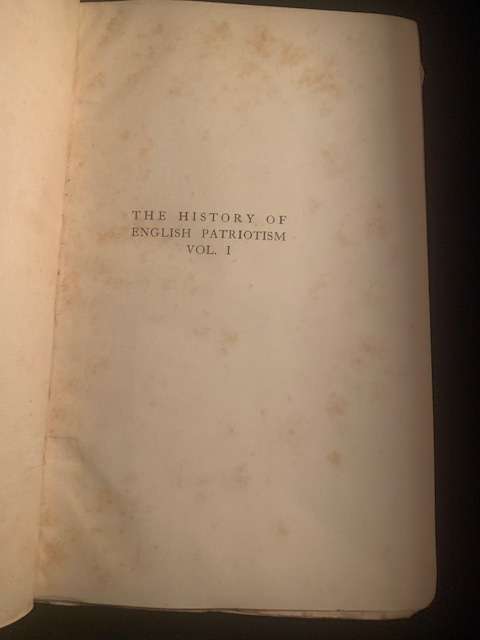 THE HISTORY OF
ENGLISH PATRIOTISM
VOL. I